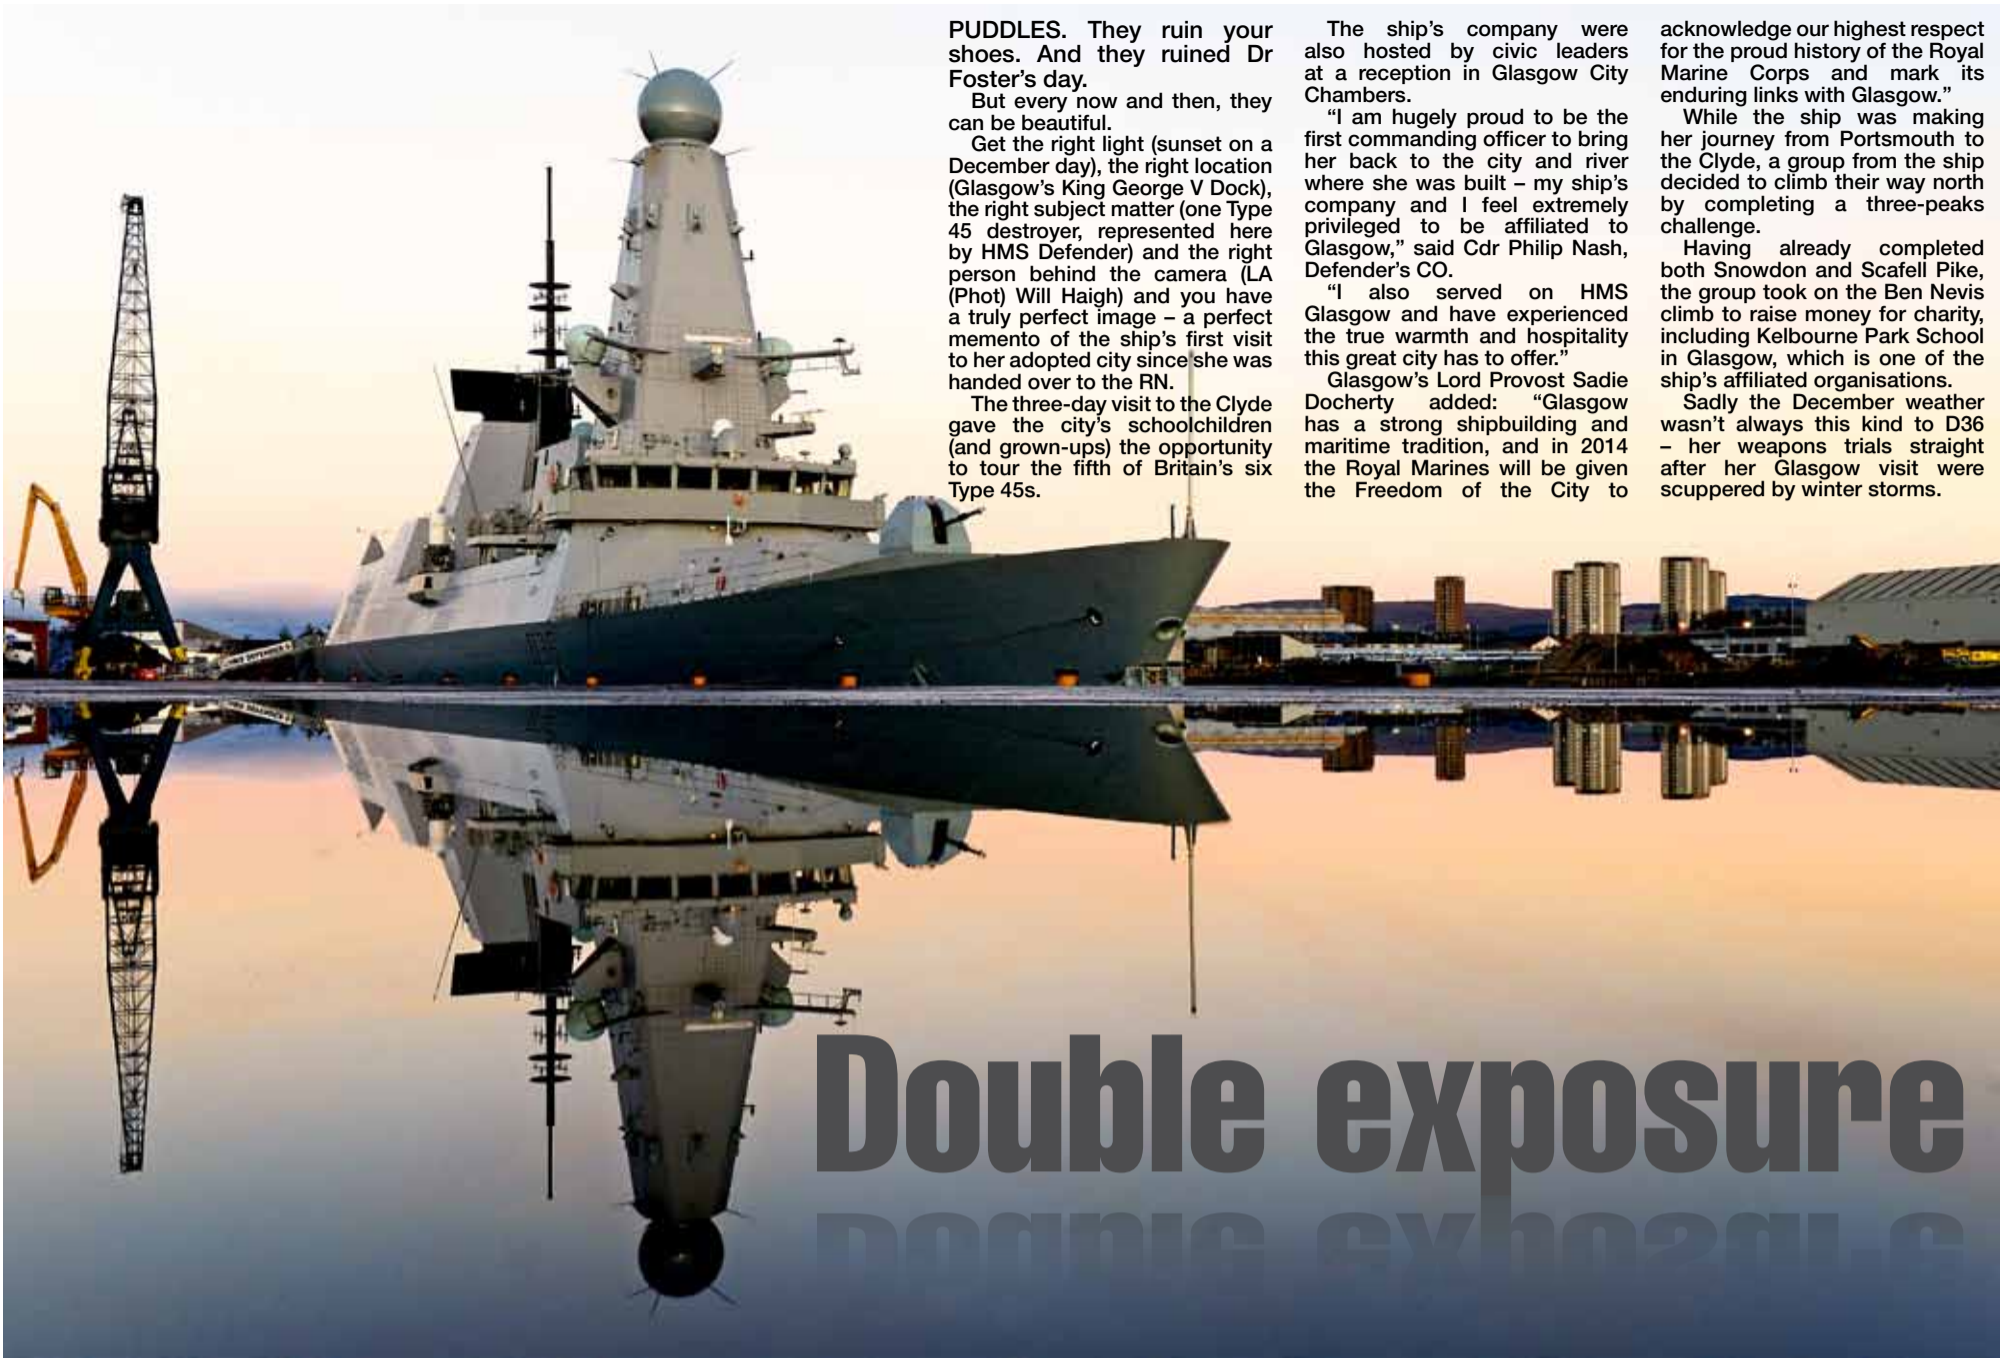 PUDDLES. They ruin your
shoes. And they ruined Dr
Foster's day.
But every now and then, they
can be beautiful.
Get the right light (sunset on a
December day), the right location
(Glasgow's King George V Dock),
the right subject matter (one Type
45 destroyer, represented here
by HMS Defender) and the right
person behind the camera (LA
(Phot) Will Haigh) and you have
a truly perfect image – a perfect
memento of the ship's first visit
to her adopted city since she was
handed over to the RN.
The three-day visit to the Clyde
gave the city's schoolchildren
(and grown-ups) the opportunity
to tour the fifth of Britain's six
Type 45s.
The ship's company were
also hosted by civic leaders
at a reception in Glasgow City
Chambers.
"I am hugely proud to be the
first commanding officer to bring
her back to the city and river
where she was built – my ship's
company and I feel extremely
privileged to be affiliated to
Glasgow," said Cdr Philip Nash,
Defender's CO.
"I also served on HMS
Glasgow and have experienced
the true warmth and hospitality
this great city has to offer."
Glasgow's Lord Provost Sadie
Docherty added: "Glasgow
has a strong shipbuilding and
maritime tradition, and in 2014
the Royal Marines will be given
the Freedom of the City to
acknowledge our highest respect
for the proud history of the Royal
Marine Corps and mark its
enduring links with Glasgow."
While the ship was making
her journey from Portsmouth to
the Clyde, a group from the ship
decided to climb their way north
by completing a three-peaks
challenge.
Having already completed
both Snowdon and Scafell Pike,
the group took on the Ben Nevis
climb to raise money for charity,
including Kelbourne Park School
in Glasgow, which is one of the
ship's affiliated organisations.
Sadly the December weather
wasn't always this kind to D36
– her weapons trials straight
after her Glasgow visit were
scuppered by winter storms.
Double exposure